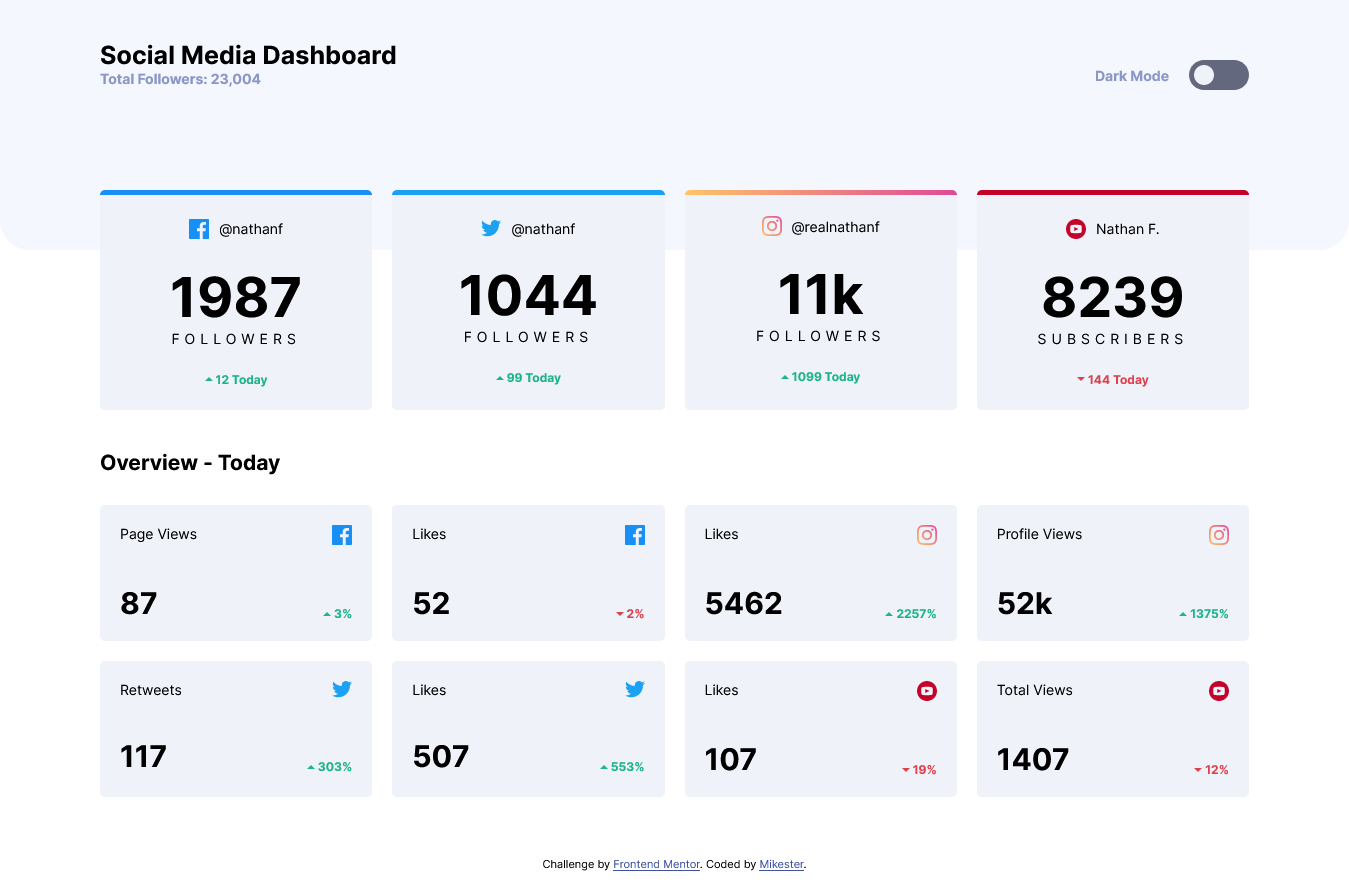 Social Media Dashboard
Total Followers: 23,004
Dark Mode
@nathanf
1987
FOLLOWERS
12 Today
@nathanf
1044
FOLLOWERS
99 Today
@realnathanf
11k
FOLLOWERS
1099 Today
Nathan F.
8239
SUBSCRIBERS
144 Today
Overview - Today
Page Views
87
3%
Likes
52
2%
Likes
5462
2257%
Profile Views
52k
1375%
Retweets
117
303%
Likes
507
553%
Likes
107
19%
Total Views
1407
12%
Challenge by Frontend Mentor. Coded by Mikester.